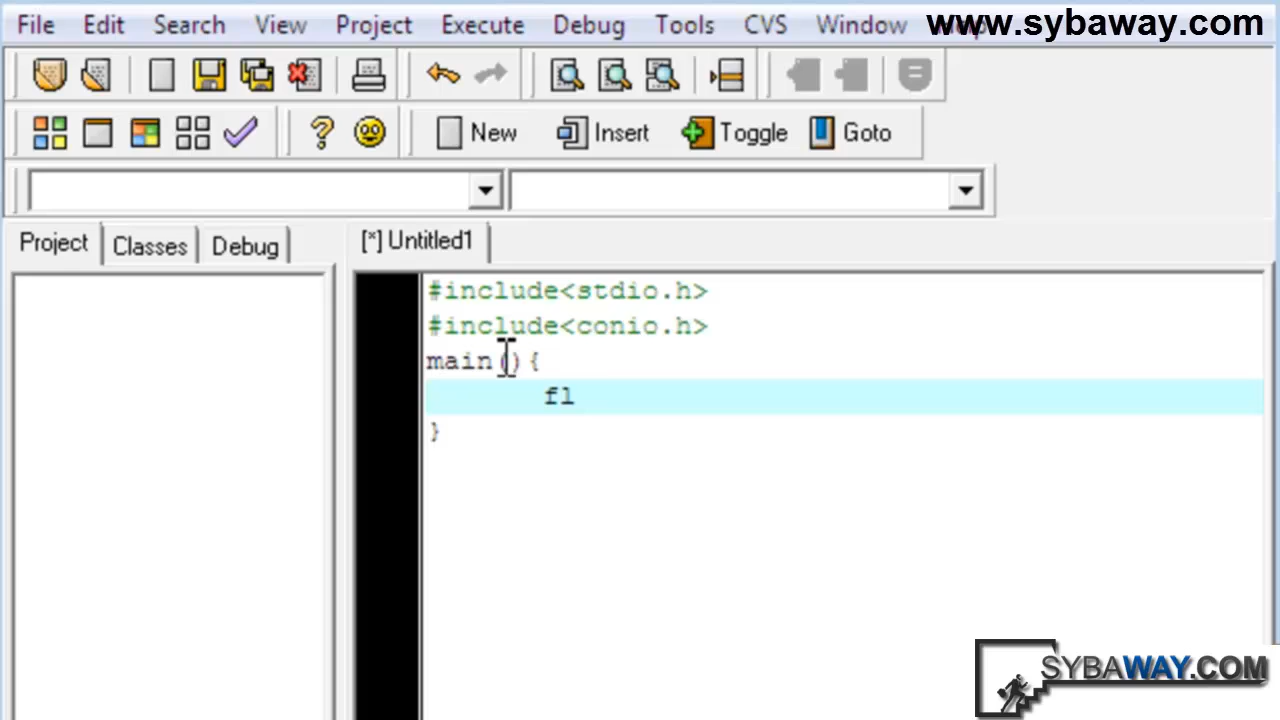 File Edit Search View Project Execute Debug Tools CVS Window
www.sybaway.com
New Insert Toggle Goto
Project Classes Debug
[*] Untitled1
#include<stdio.h>
#include<conio.h>
main(){
fl
}
SYBAWAY.COM